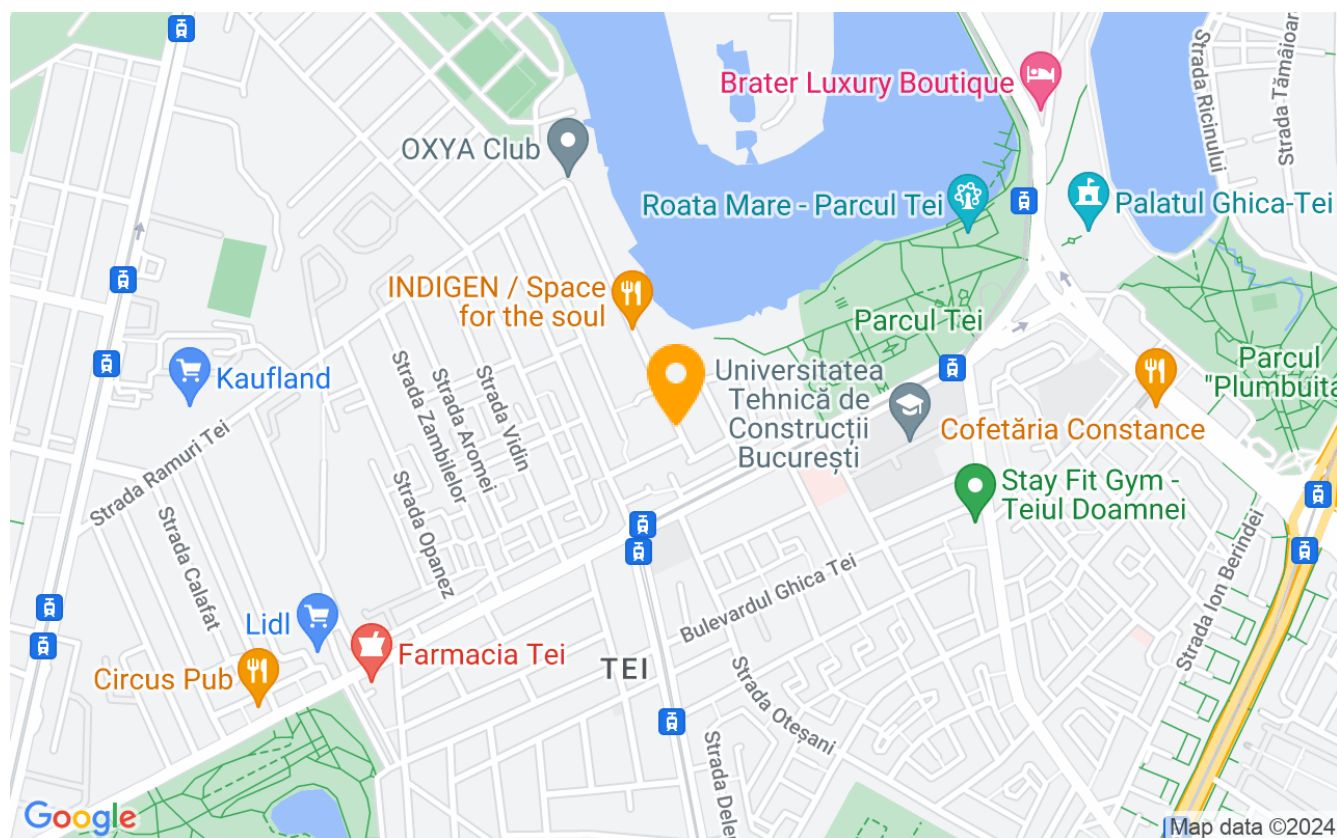 Strada Ricinului
Strada Tămâioar
Brater Luxury Boutique
OXYA Club
Roata Mare - Parcul Tei
Palatul Ghica-Tei
INDIGEN / Space
for the soul
Parcul Tei
Parcul
"Plumbuita
Kaufland
Strada Zambilelor
Strada Aromei
Strada Vidin
Universitatea
Tehnică de
Construcții
București
Cofetăria Constance
Strada Ramuri Tei
Strada Opanez
Stay Fit Gym -
Teiul Doamnei
Strada Calafat
Bulevardul Ghica Tei
Strada Ion Berindei
Lidl
Farmacia Tei
Circus Pub
TEI
Strada Oteșani
Strada Delen
Google
Map data ©2024